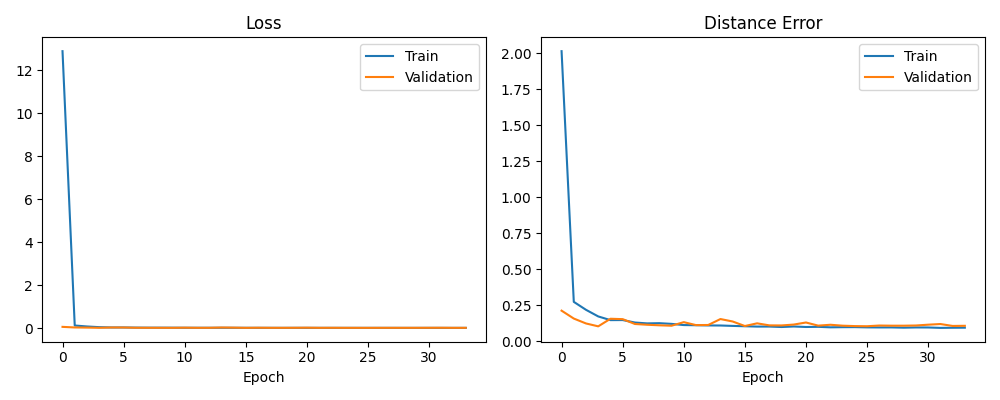 Loss
Train
Validation
12
10
8
6
4
2
0
0 5 10 15 20 25 30
Epoch
Distance Error
Train
Validation
2.00
1.75
1.50
1.25
1.00
0.75
0.50
0.25
0.00
0 5 10 15 20 25 30
Epoch